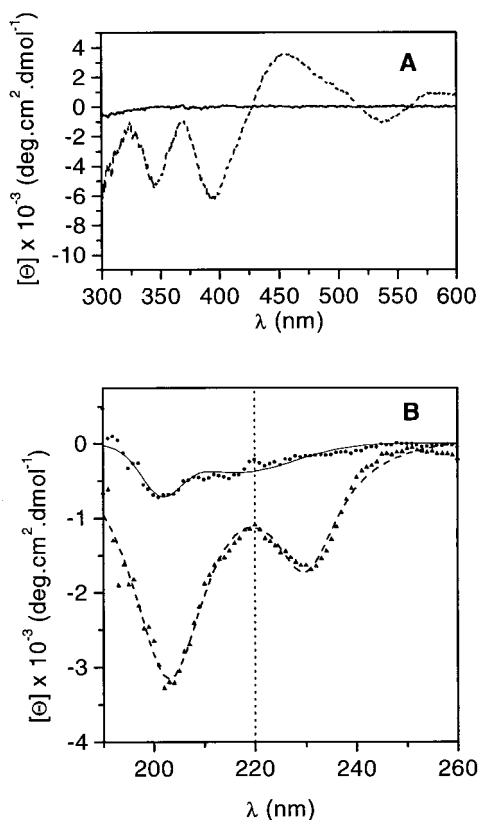 A
[Θ] x 10⁻³ (deg.cm².dmol⁻¹)
4
2
0
-2
-4
-6
-8
-10
300 350 400 450 500 550 600
λ (nm)
B
[Θ] x 10⁻³ (deg.cm².dmol⁻¹)
0
-1
-2
-3
-4
200 220 240 260
λ (nm)